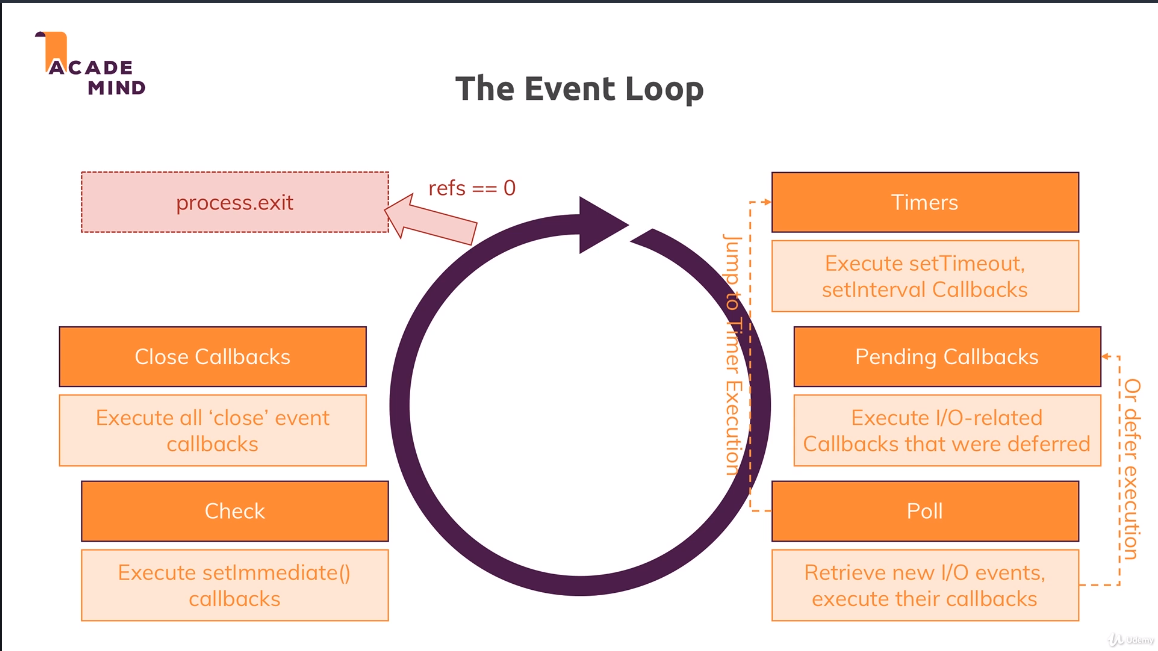 ACADE
MIND
The Event Loop
process.exit
refs == 0
Timers
Execute setTimeout,
setInterval Callbacks
Jump to Timer Execution
Close Callbacks
Execute all ‘close’ event
callbacks
Pending Callbacks
Execute I/O-related
Callbacks that were deferred
Or defer execution
Check
Execute setImmediate()
callbacks
Poll
Retrieve new I/O events,
execute their callbacks
Udemy